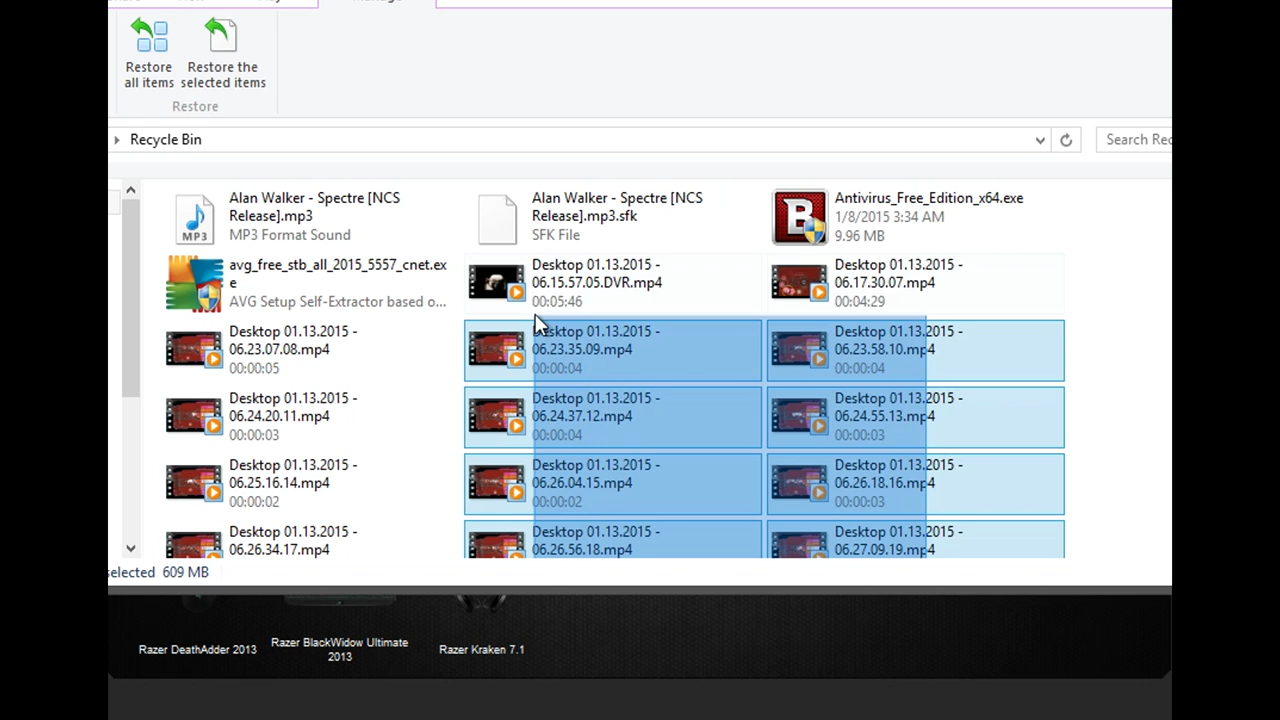 Restore
all items
Restore the
selected items
Restore
Recycle Bin
Search Rec
Alan Walker - Spectre [NCS
Release].mp3
MP3 Format Sound
MP3
Alan Walker - Spectre [NCS
Release].mp3.sfk
SFK File
Antivirus_Free_Edition_x64.exe
1/8/2015 3:34 AM
9.96 MB
B
avg_free_stb_all_2015_5557_cnet.ex
e
AVG Setup Self-Extractor based o...
Desktop 01.13.2015 -
06.15.57.05.DVR.mp4
00:05:46
Desktop 01.13.2015 -
06.17.30.07.mp4
00:04:29
Desktop 01.13.2015 -
06.23.07.08.mp4
00:00:05
Desktop 01.13.2015 -
06.23.35.09.mp4
00:00:04
Desktop 01.13.2015 -
06.23.58.10.mp4
00:00:04
Desktop 01.13.2015 -
06.24.20.11.mp4
00:00:03
Desktop 01.13.2015 -
06.24.37.12.mp4
00:00:04
Desktop 01.13.2015 -
06.24.55.13.mp4
00:00:03
Desktop 01.13.2015 -
06.25.16.14.mp4
00:00:02
Desktop 01.13.2015 -
06.26.04.15.mp4
00:00:02
Desktop 01.13.2015 -
06.26.18.16.mp4
00:00:03
Desktop 01.13.2015 -
06.26.34.17.mp4
Desktop 01.13.2015 -
06.26.56.18.mp4
Desktop 01.13.2015 -
06.27.09.19.mp4
selected 609 MB
Razer DeathAdder 2013
Razer BlackWidow Ultimate
2013
Razer Kraken 7.1